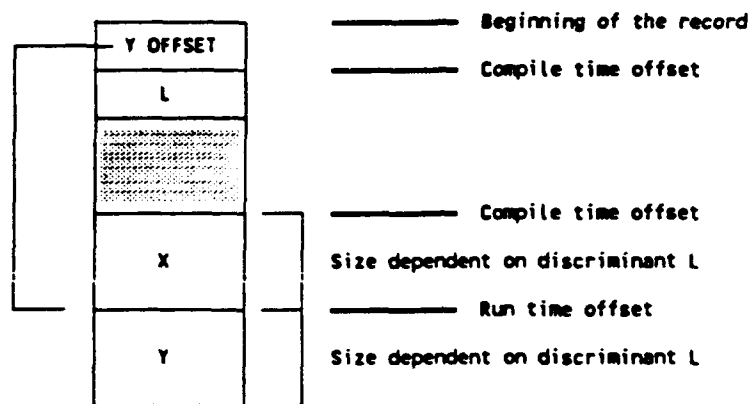 Beginning of the record
Y OFFSET
Compile time offset
L
Compile time offset
X
Size dependent on discriminant L
Run time offset
Y
Size dependent on discriminant L